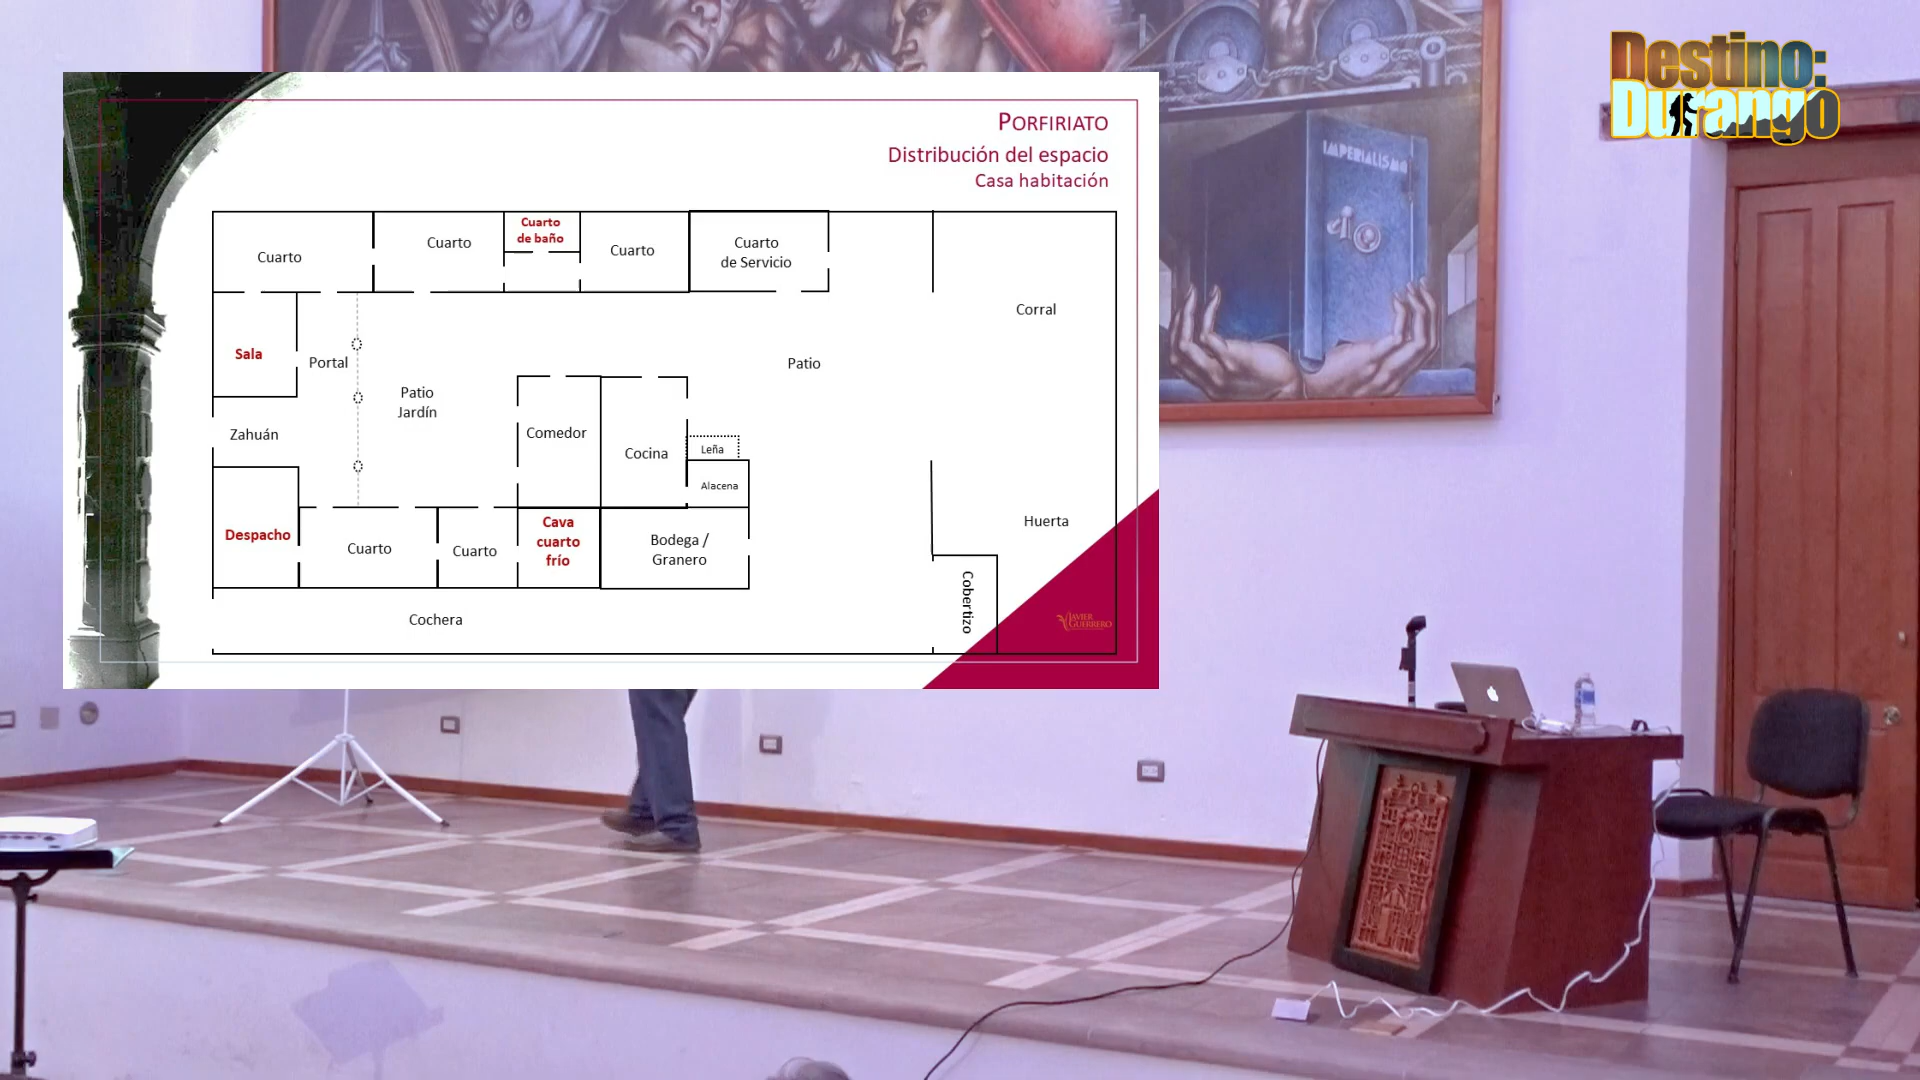 Destino:
Durango
IMPERIALISMO
PORFIRIATO
Distribución del espacio
Casa habitación
Cuarto
Cuarto
Cuarto
de baño
Cuarto
Cuarto
de Servicio
Corral
Sala
Portal
Patio
Patio
Jardín
Zahuán
Comedor
Cocina
Leña
Alacena
Despacho
Cuarto
Cuarto
Cava
cuarto
frío
Bodega /
Granero
Huerta
Cochera
Cobertizo
JAVIER
GUERRERO